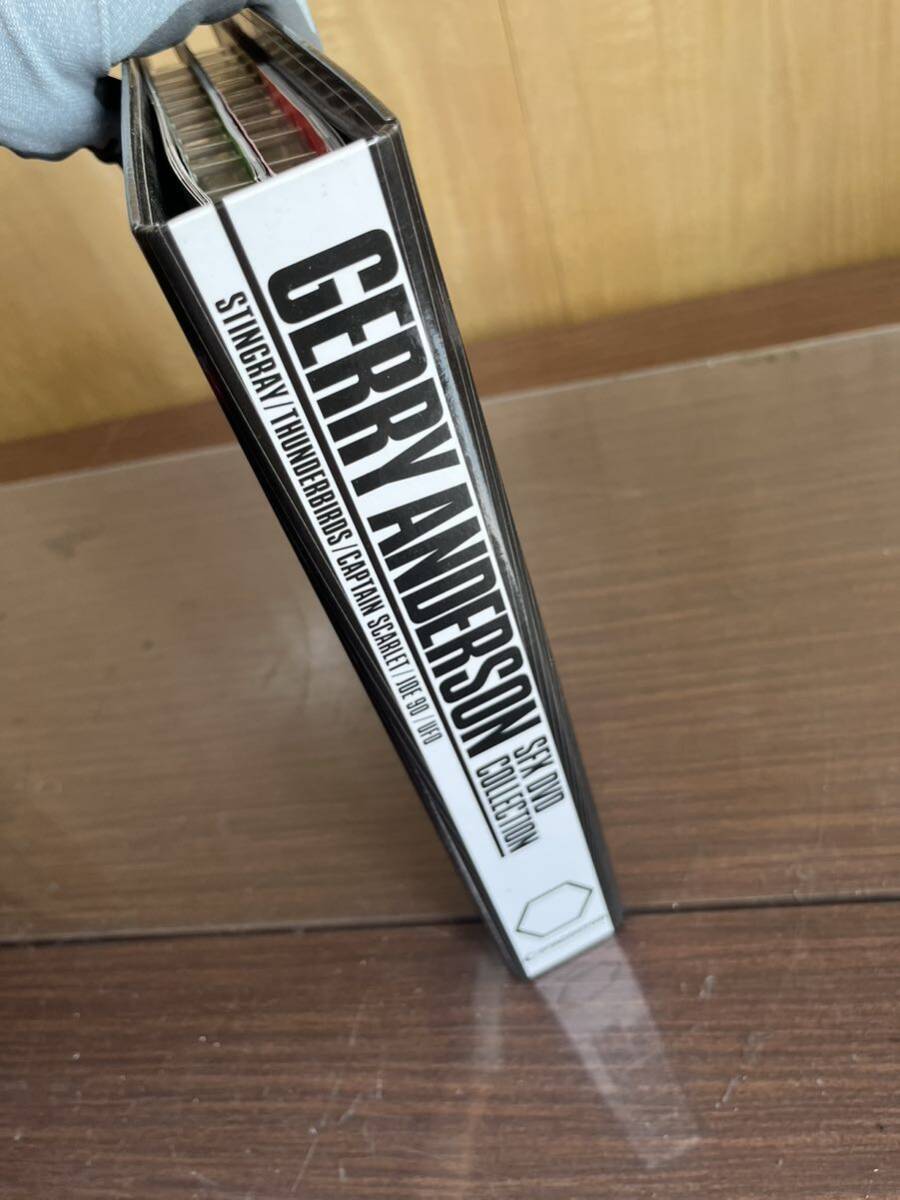 GERRY ANDERSON
SFX DVD
COLLECTION
STINGRAY/THUNDERBIRDS/CAPTAIN SCARLET/JOE 90/UFO